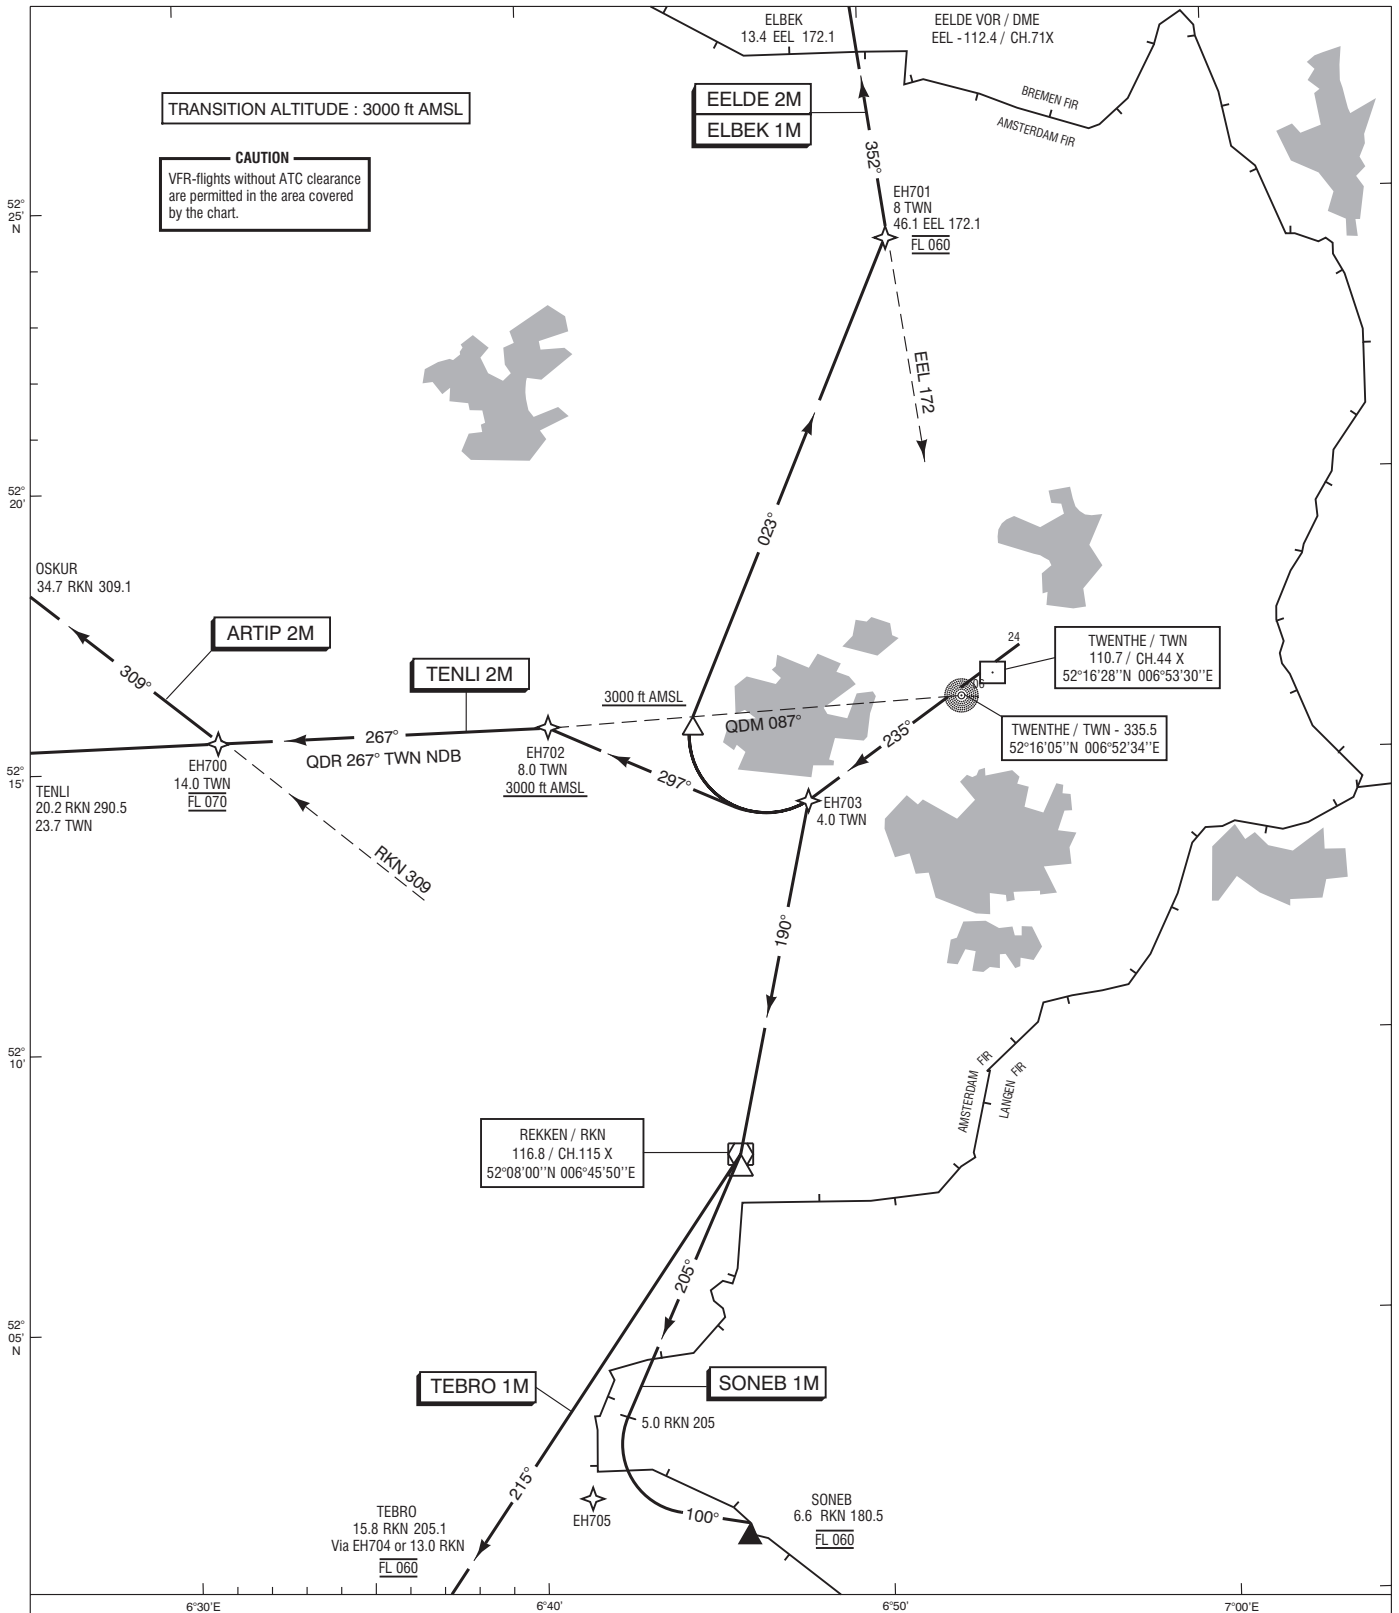 ELBEK
13.4 EEL 172.1
EELDE VOR / DME
EEL -112.4 / CH.71X
TRANSITION ALTITUDE : 3000 ft AMSL
EELDE 2M
ELBEK 1M
BREMEN FIR
AMSTERDAM FIR
CAUTION
VFR-flights without ATC clearance
are permitted in the area covered
by the chart.
352°
EH701
8 TWN
46.1 EEL 172.1
FL 060
52°
25'
N
EEL 172
52°
20'
023°
OSKUR
34.7 RKN 309.1
ARTIP 2M
309°
TENLI 2M
3000 ft AMSL
24
06
TWENTHE / TWN
110.7 / CH.44 X
52°16'28''N 006°53'30''E
TWENTHE / TWN - 335.5
52°16'05''N 006°52'34''E
QDM 087°
235°
267°
QDR 267° TWN NDB
EH700
14.0 TWN
FL 070
EH702
8.0 TWN
3000 ft AMSL
297°
EH703
4.0 TWN
52°
15'
TENLI
20.2 RKN 290.5
23.7 TWN
RKN 309
190°
52°
10'
AMSTERDAM FIR
LANGEN FIR
REKKEN / RKN
116.8 / CH.115 X
52°08'00''N 006°45'50''E
205°
52°
05'
N
TEBRO 1M
SONEB 1M
5.0 RKN 205
215°
EH705
100°
SONEB
6.6 RKN 180.5
FL 060
TEBRO
15.8 RKN 205.1
Via EH704 or 13.0 RKN
FL 060
6°30'E
6°40'
6°50'
7°00'E